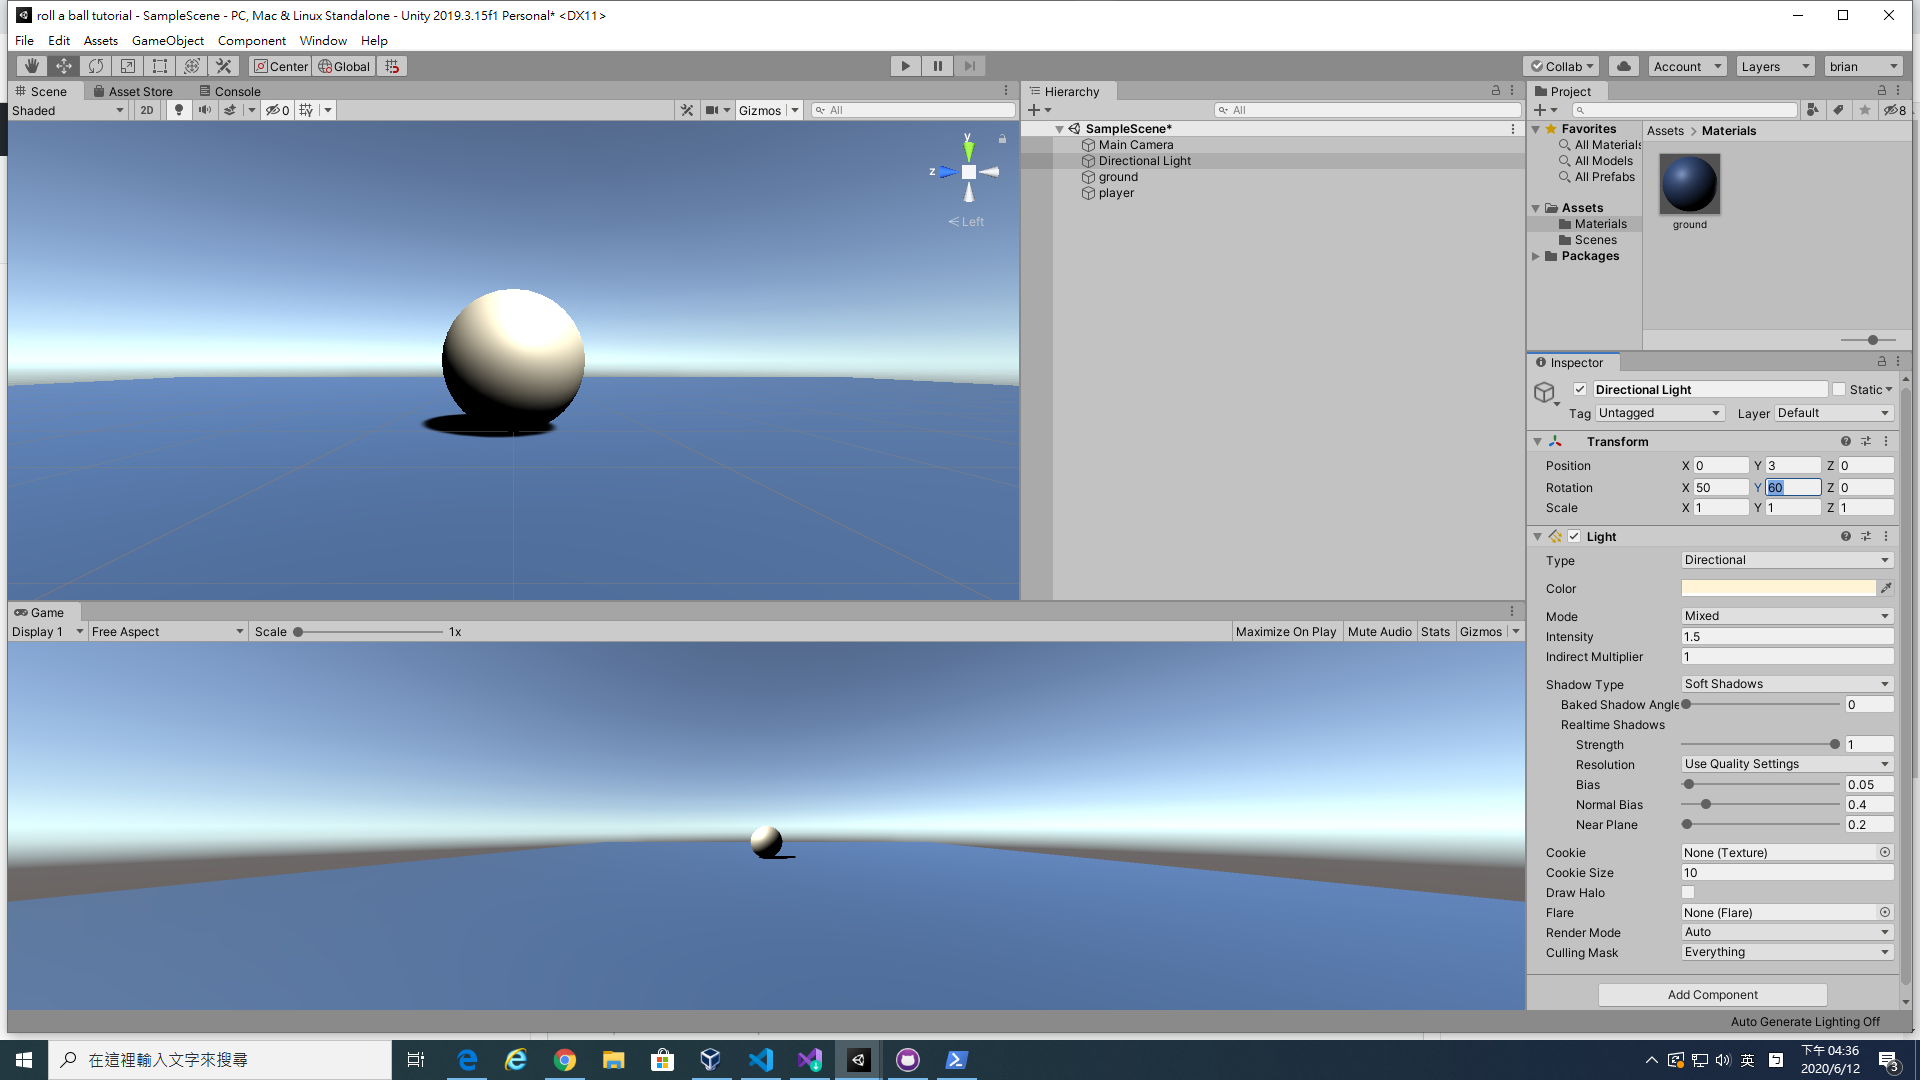 roll a ball tutorial - SampleScene - PC, Mac & Linux Standalone - Unity 2019.3.15f1 Personal* <DX11>
File Edit Assets GameObject Component Window Help
Center Global Collab Account Layers brian
Scene Asset Store Console
Shaded 2D 0 Gizmos All
y
z
< Left
Hierarchy
All
SampleScene*
Main Camera
Directional Light
ground
player
Project
8
Favorites
All Materials
All Models
All Prefabs
Assets
Materials
Scenes
Packages
Assets > Materials
ground
Inspector
Directional Light Static
Tag Untagged Layer Default
Transform
Position X 0 Y 3 Z 0
Rotation X 50 Y 60 Z 0
Scale X 1 Y 1 Z 1
Light
Type Directional
Color
Mode Mixed
Intensity 1.5
Indirect Multiplier 1
Shadow Type Soft Shadows
Baked Shadow Angle 0
Realtime Shadows
Strength 1
Resolution Use Quality Settings
Bias 0.05
Normal Bias 0.4
Near Plane 0.2
Cookie None (Texture)
Cookie Size 10
Draw Halo
Flare None (Flare)
Render Mode Auto
Culling Mask Everything
Add Component
Game
Display 1 Free Aspect Scale 1x Maximize On Play Mute Audio Stats Gizmos
Auto Generate Lighting Off
在這裡輸入文字來搜尋
英
下午 04:36
2020/6/12
3